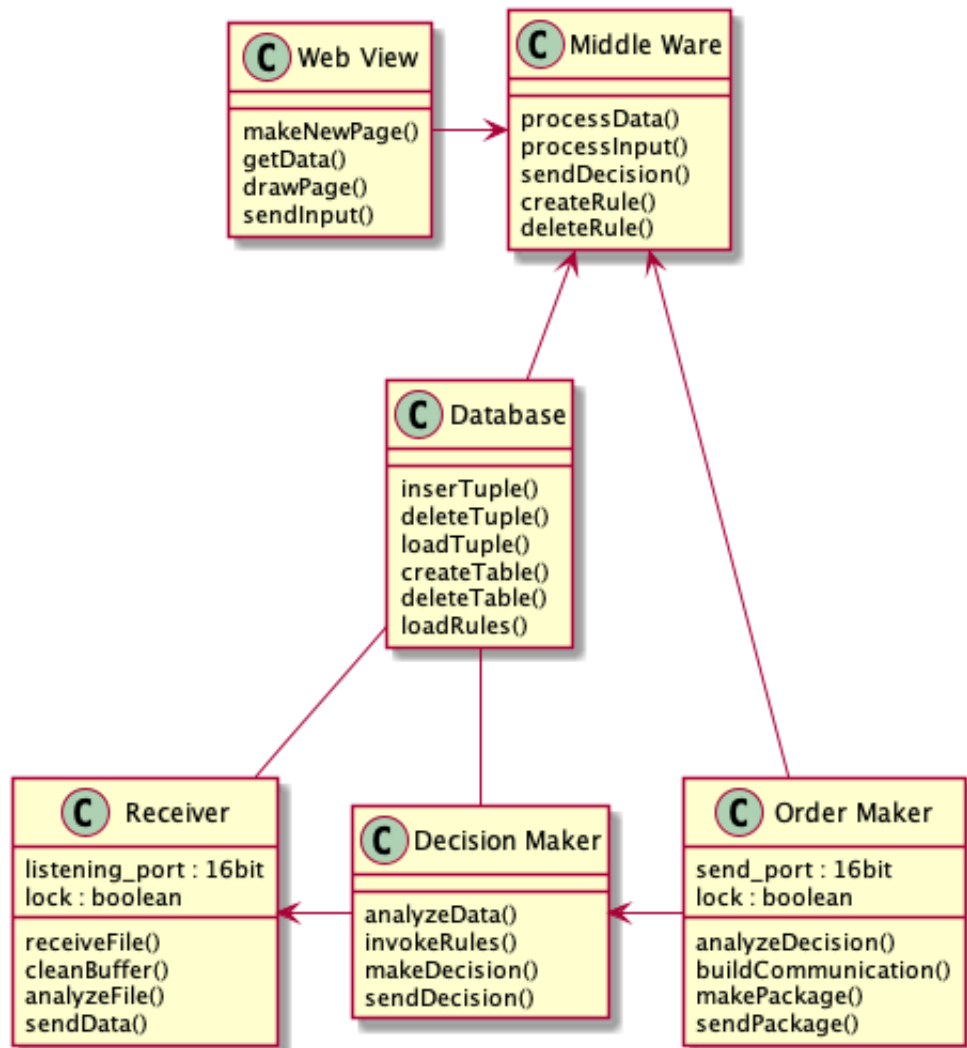 C Web View
makeNewPage()
getData()
drawPage()
sendInput()
C Middle Ware
processData()
processInput()
sendDecision()
createRule()
deleteRule()
C Database
inserTuple()
deleteTuple()
loadTuple()
createTable()
deleteTable()
loadRules()
C Receiver
listening_port : 16bit
lock : boolean
receiveFile()
cleanBuffer()
analyzeFile()
sendData()
C Decision Maker
analyzeData()
invokeRules()
makeDecision()
sendDecision()
C Order Maker
send_port : 16bit
lock : boolean
analyzeDecision()
buildCommunication()
makePackage()
sendPackage()